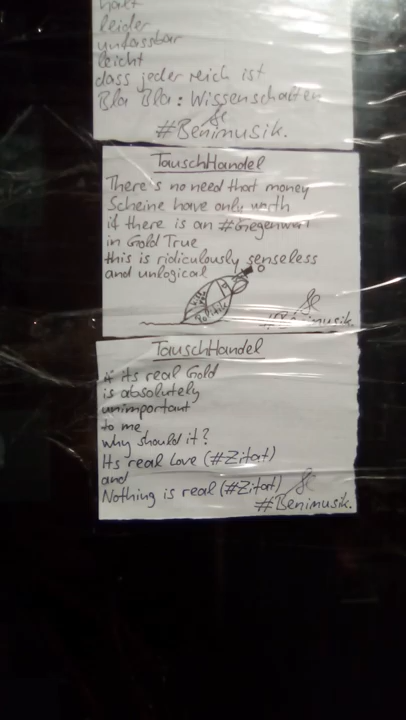 halt
leider
unfassbar
leicht
dass jeder reich ist
Bla Bla: Wissenschaften
#Benimusik.
TauschHandel
There's no need that money
Scheine have only worth
if there is an #Gegenwert
in Gold True
this is ridiculously senseless
and unlogical
Politik
#Benimusik.
TauschHandel
if its real Gold
is absolutely
unimportant
to me
why should it?
Its real Love (#Zitat)
and
Nothing is real (#Zitat)
#Benimusik.